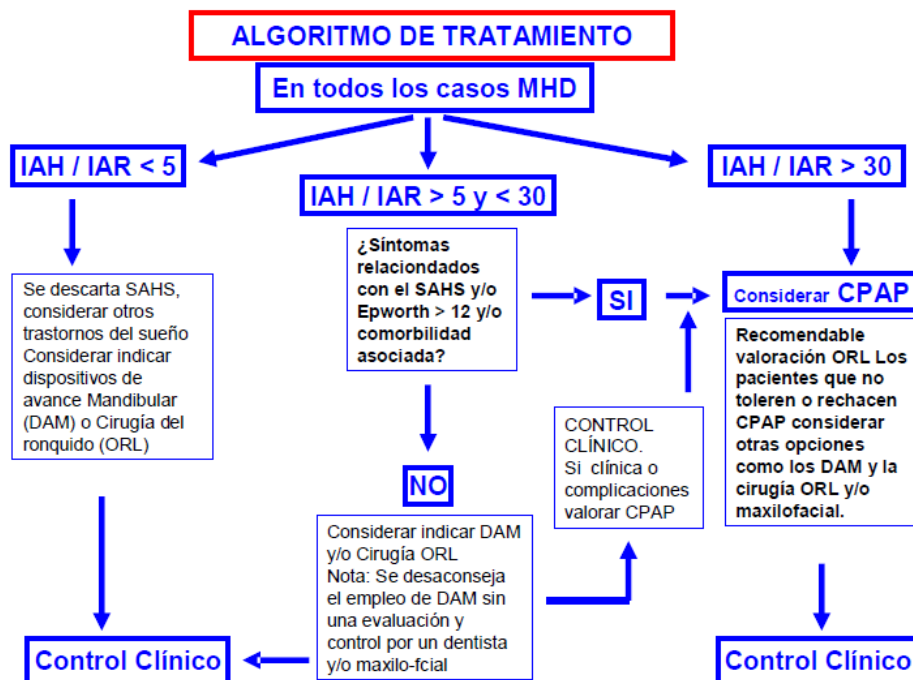 ALGORITMO DE TRATAMIENTO
En todos los casos MHD
IAH / IAR < 5
IAH / IAR > 5 y < 30
IAH / IAR > 30
Se descarta SAHS,
considerar otros
trastornos del sueño
Considerar indicar
dispositivos de
avance Mandibular
(DAM) o Cirugía del
ronquido (ORL)
¿Síntomas
relaciondados
con el SAHS y/o
Epworth > 12 y/o
comorbilidad
asociada?
SI
Considerar CPAP
Recomendable
valoración ORL Los
pacientes que no
toleren o rechacen
CPAP considerar
otras opciones
como los DAM y la
cirugía ORL y/o
maxilofacial.
CONTROL
CLÍNICO.
Si clínica o
complicaciones
valorar CPAP
NO
Considerar indicar DAM
y/o Cirugía ORL
Nota: Se desaconseja
el empleo de DAM sin
una evaluación y
control por un dentista
y/o maxilo-fcial
Control Clínico
Control Clínico